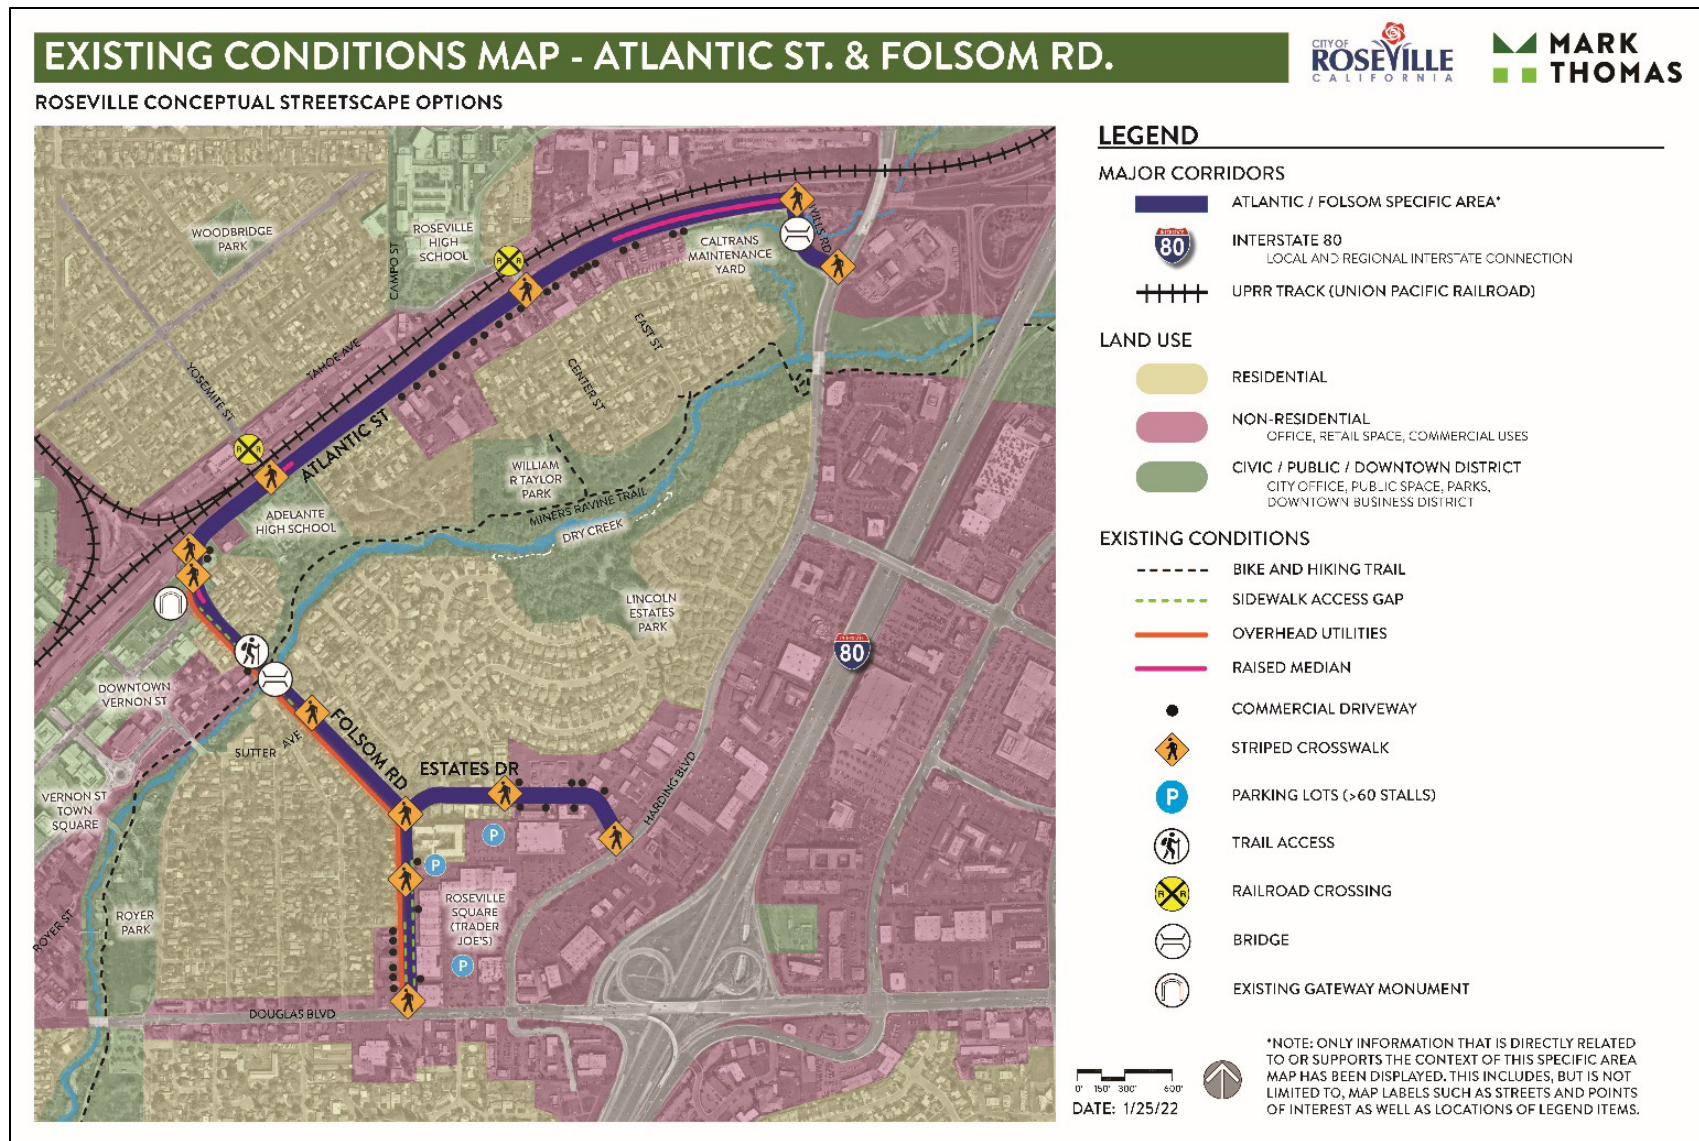 EXISTING CONDITIONS MAP - ATLANTIC ST. & FOLSOM RD.
CITY OF
ROSEVILLE
CALIFORNIA
MARK
THOMAS
ROSEVILLE CONCEPTUAL STREETSCAPE OPTIONS
WOODBRIDGE
PARK
ROSEVILLE
HIGH
SCHOOL
CAMPO ST
CALTRANS
MAINTENANCE
YARD
WILLS RD
YOSEMITE ST
TAHOE AVE
EAST ST
CENTER ST
ATLANTIC ST
WILLIAM
R TAYLOR
PARK
MINERS RAVINE TRAIL
DRY CREEK
ADELANTE
HIGH SCHOOL
LINCOLN
ESTATES
PARK
80
DOWNTOWN
VERNON ST
SUTTER AVE
FOLSOM RD
ESTATES DR
HARDING BLVD
VERNON ST
TOWN
SQUARE
P
P
ROSEVILLE
SQUARE
(TRADER
JOE'S)
P
ROYER ST
ROYER
PARK
DOUGLAS BLVD
LEGEND
MAJOR CORRIDORS
ATLANTIC / FOLSOM SPECIFIC AREA*
80
INTERSTATE 80
LOCAL AND REGIONAL INTERSTATE CONNECTION
UPRR TRACK (UNION PACIFIC RAILROAD)
LAND USE
RESIDENTIAL
NON-RESIDENTIAL
OFFICE, RETAIL SPACE, COMMERCIAL USES
CIVIC / PUBLIC / DOWNTOWN DISTRICT
CITY OFFICE, PUBLIC SPACE, PARKS,
DOWNTOWN BUSINESS DISTRICT
EXISTING CONDITIONS
BIKE AND HIKING TRAIL
SIDEWALK ACCESS GAP
OVERHEAD UTILITIES
RAISED MEDIAN
COMMERCIAL DRIVEWAY
STRIPED CROSSWALK
P
PARKING LOTS (>60 STALLS)
TRAIL ACCESS
R R
RAILROAD CROSSING
BRIDGE
EXISTING GATEWAY MONUMENT
0' 150' 300' 600'
DATE: 1/25/22
*NOTE: ONLY INFORMATION THAT IS DIRECTLY RELATED
TO OR SUPPORTS THE CONTEXT OF THIS SPECIFIC AREA
MAP HAS BEEN DISPLAYED. THIS INCLUDES, BUT IS NOT
LIMITED TO, MAP LABELS SUCH AS STREETS AND POINTS
OF INTEREST AS WELL AS LOCATIONS OF LEGEND ITEMS.